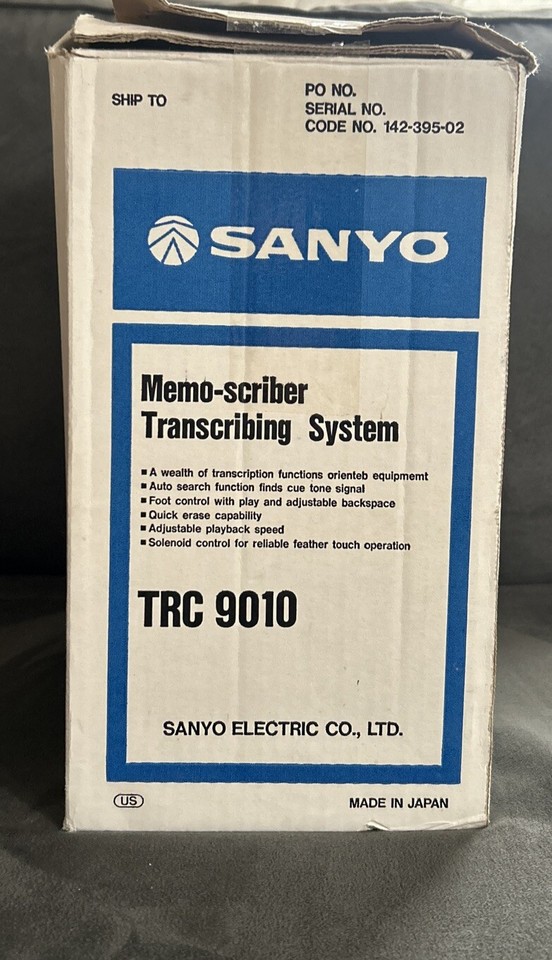 SHIP TO
PO NO.
SERIAL NO.
CODE NO. 142-395-02
SANYO
Memo-scriber
Transcribing System
▪ A wealth of transcription functions orienteb equipmemt
▪ Auto search function finds cue tone signal
▪ Foot control with play and adjustable backspace
▪ Quick erase capability
▪ Adjustable playback speed
▪ Solenoid control for reliable feather touch operation
TRC 9010
SANYO ELECTRIC CO., LTD.
US
MADE IN JAPAN